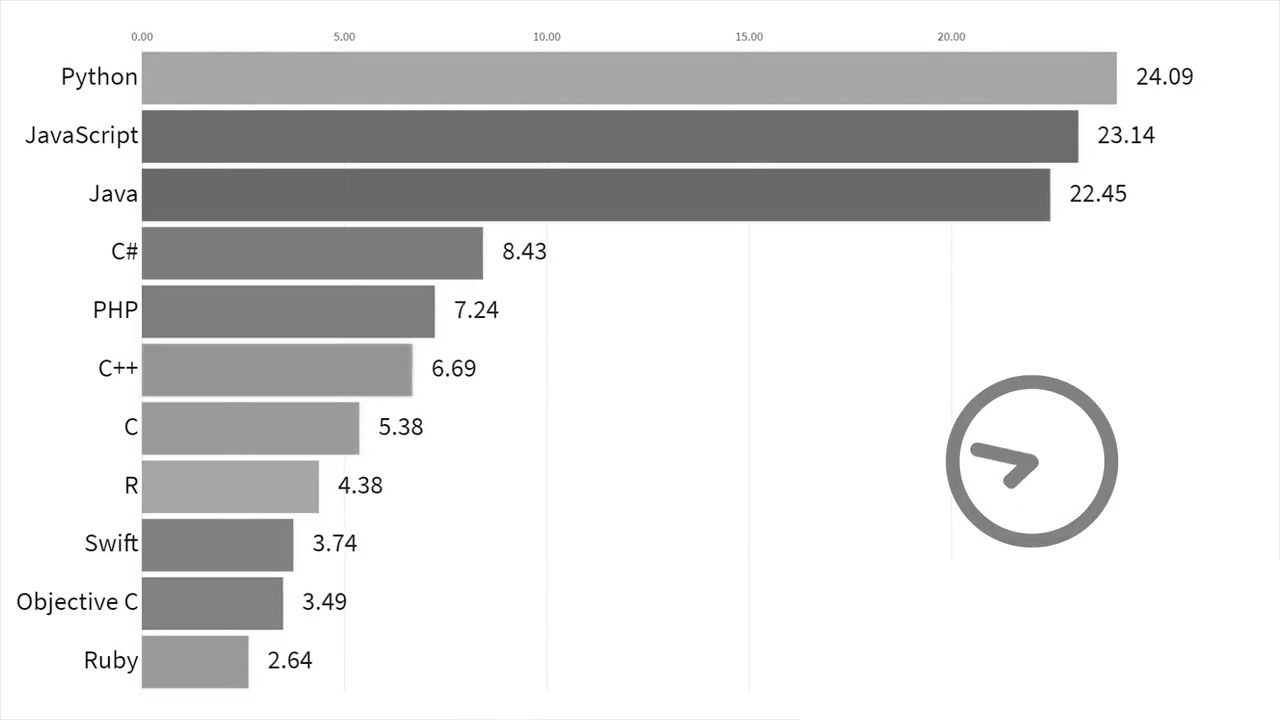 0.00 5.00 10.00 15.00 20.00
Python 24.09
JavaScript 23.14
Java 22.45
C# 8.43
PHP 7.24
C++ 6.69
C 5.38
R 4.38
Swift 3.74
Objective C 3.49
Ruby 2.64